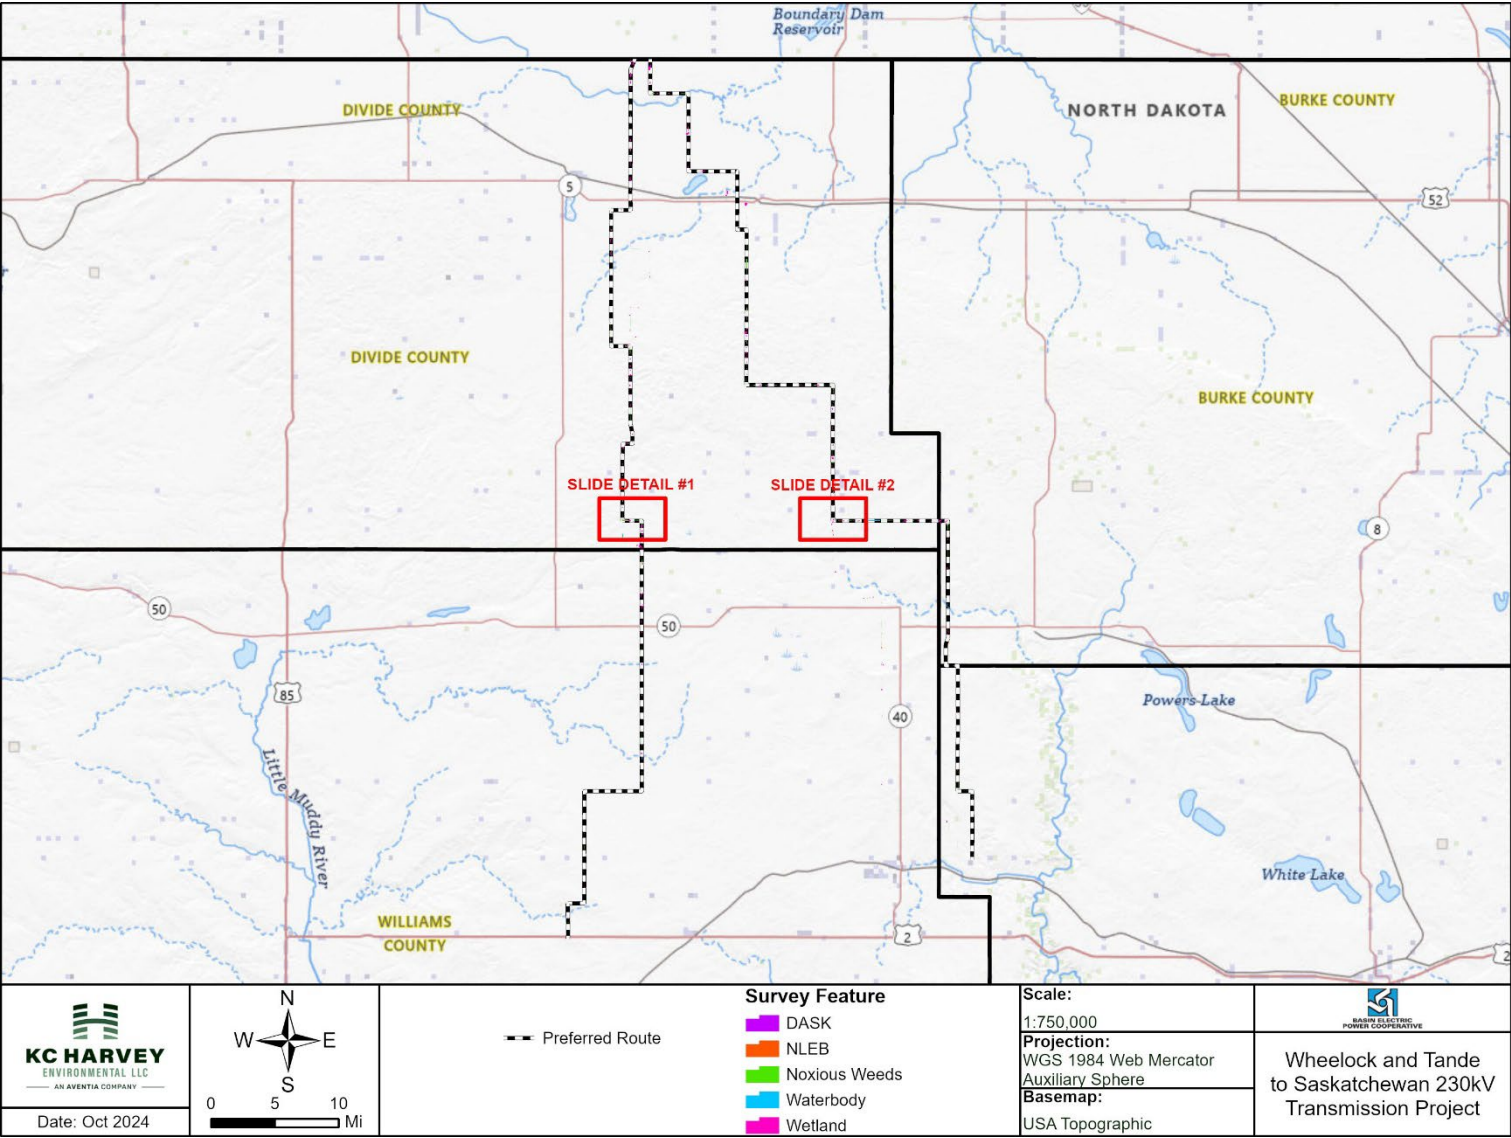 Boundary Dam
Reservoir
DIVIDE COUNTY
NORTH DAKOTA
BURKE COUNTY
5
52
DIVIDE COUNTY
BURKE COUNTY
SLIDE DETAIL #1
SLIDE DETAIL #2
8
50
50
85
Powers Lake
40
Little Muddy River
White Lake
WILLIAMS
COUNTY
2
2
KC HARVEY
ENVIRONMENTAL LLC
AN AVENTIA COMPANY
Date: Oct 2024
N
W
E
S
0 5 10
Mi
Preferred Route
Survey Feature
DASK
NLEB
Noxious Weeds
Waterbody
Wetland
Scale:
1:750,000
Projection:
WGS 1984 Web Mercator
Auxiliary Sphere
Basemap:
USA Topographic
BASIN ELECTRIC
POWER COOPERATIVE
Wheelock and Tande
to Saskatchewan 230kV
Transmission Project